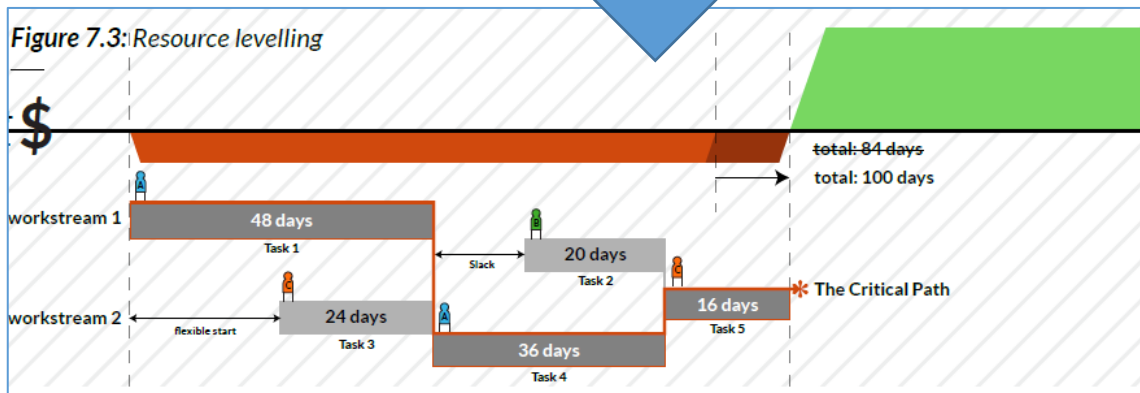 Figure 7.3: Resource levelling
$
total: 84 days
total: 100 days
A
workstream 1
48 days
Task 1
B
20 days
Slack
Task 2
C
16 days
Task 5
The Critical Path
C
workstream 2
flexible start
24 days
Task 3
A
36 days
Task 4